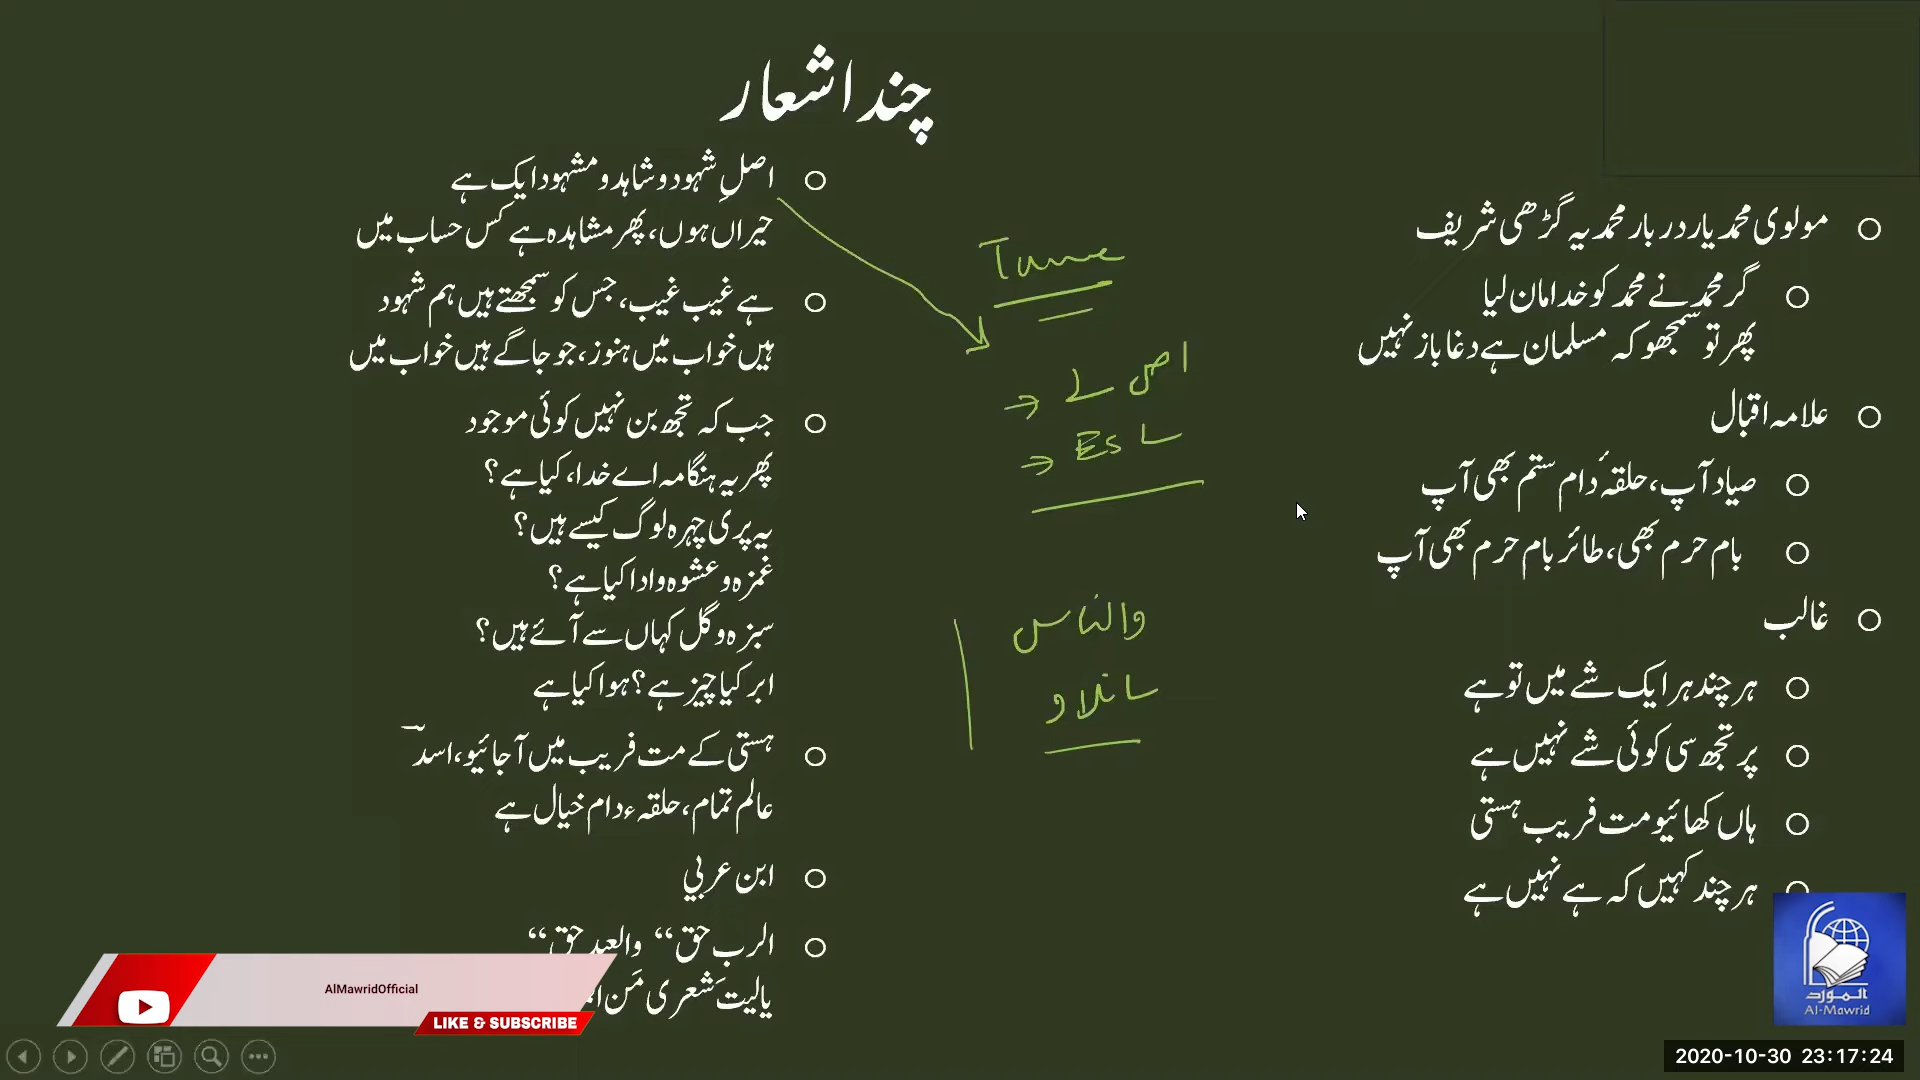 چند اشعار
مولوی محمد یار دربار محمدیہ گڑھی شریف
گر محمد نے محمد کو خدا مان لیا
پھر تو سمجھو کہ مسلمان ہے دغا باز نہیں
علامہ اقبال
صیاد آپ، حلقۂ دام ستم بھی آپ
بام حرم بھی، طائر بام حرم بھی آپ
غالب
ہر چند ہر ایک شے میں تو ہے
پر تجھ سی کوئی شے نہیں ہے
ہاں کھائیو مت فریب ہستی
ہر چند کہیں کہ ہے نہیں ہے
اصلِ شہود و شاہد و مشہود ایک ہے
حیراں ہوں، پھر مشاہدہ ہے کس حساب میں
ہے غیب غیب، جس کو سمجھتے ہیں ہم شہود
ہیں خواب میں ہنوز، جو جاگے ہیں خواب میں
جب کہ تجھ بن نہیں کوئی موجود
پھر یہ ہنگامہ اے خدا، کیا ہے؟
یہ پری چہرہ لوگ کیسے ہیں؟
غمزہ و عشوہ و ادا کیا ہے؟
سبزہ و گل کہاں سے آئے ہیں؟
ابر کیا چیز ہے؟ ہوا کیا ہے
ہستی کے مت فریب میں آ جائیو، اسدؔ
عالم تمام، حلقہء دام خیال ہے
ابن عربي
الرب حق“ والعبد حق“
یا لیتَ شعری مَن
ا ص ل
والناس
AlMawridOfficial
LIKE & SUBSCRIBE
المورد
Al-Mawrid
2020-10-30 23:17:24